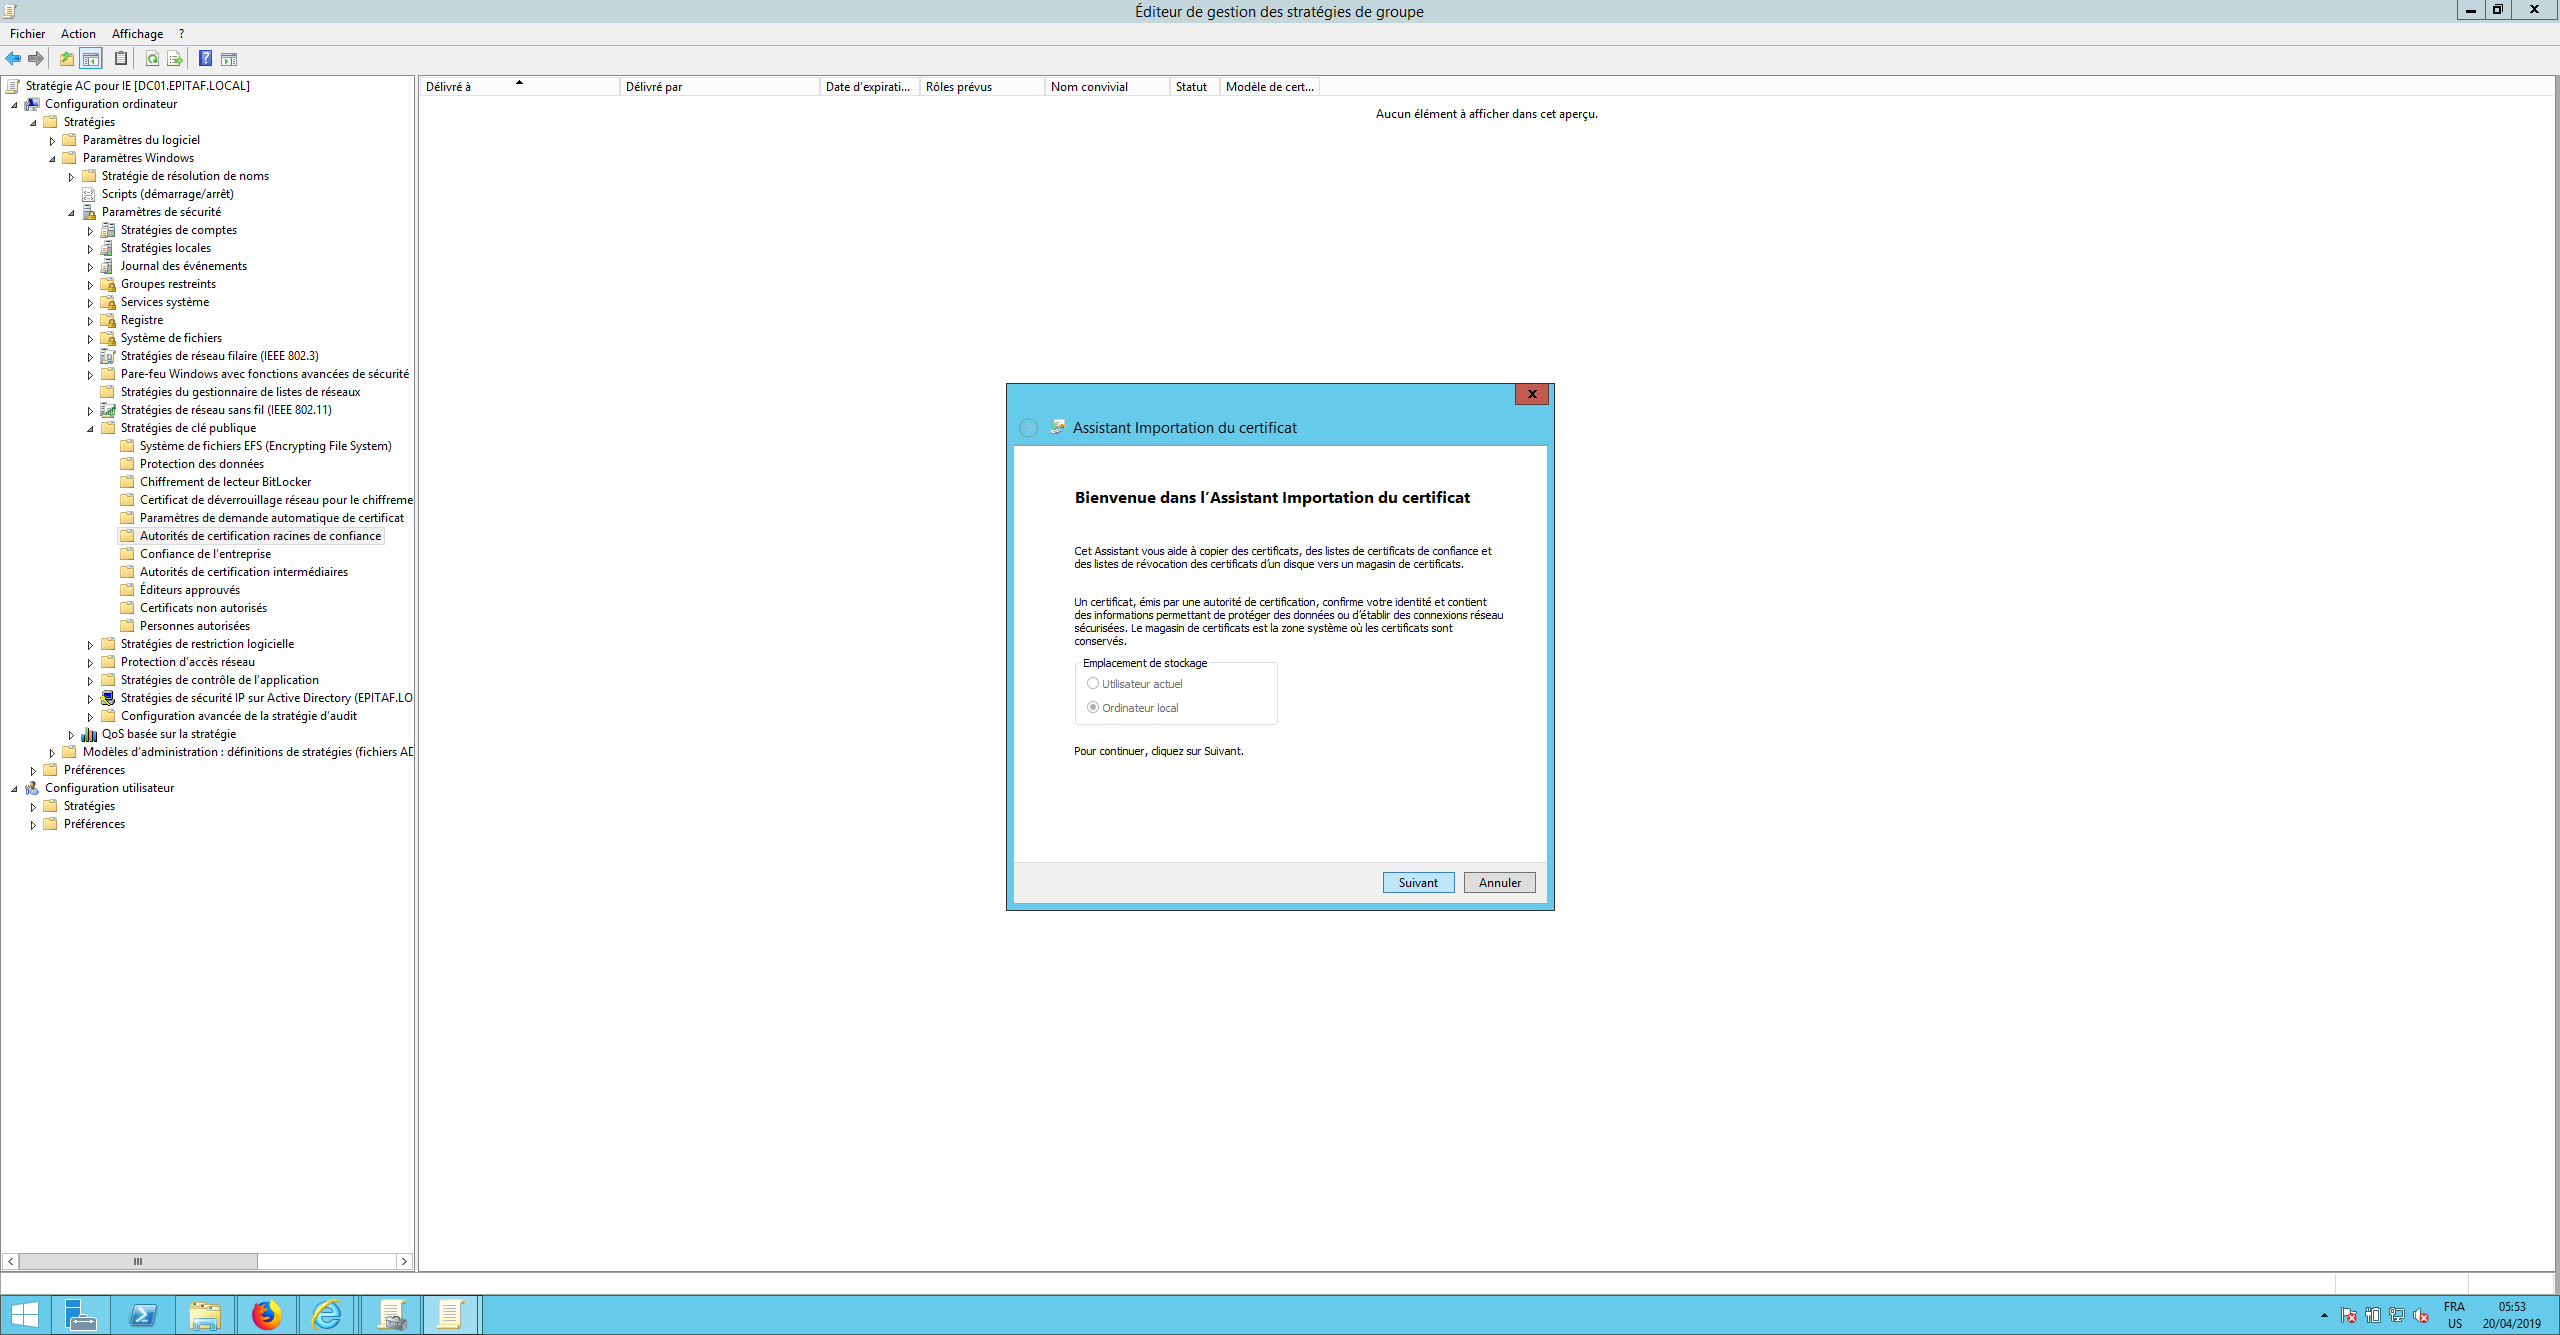 Éditeur de gestion des stratégies de groupe
Fichier Action Affichage ?
Stratégie AC pour IE [DC01.EPITAF.LOCAL]
Configuration ordinateur
Stratégies
Paramètres du logiciel
Paramètres Windows
Stratégie de résolution de noms
Scripts (démarrage/arrêt)
Paramètres de sécurité
Stratégies de comptes
Stratégies locales
Journal des événements
Groupes restreints
Services système
Registre
Système de fichiers
Stratégies de réseau filaire (IEEE 802.3)
Pare-feu Windows avec fonctions avancées de sécurité
Stratégies du gestionnaire de listes de réseaux
Stratégies de réseau sans fil (IEEE 802.11)
Stratégies de clé publique
Système de fichiers EFS (Encrypting File System)
Protection des données
Chiffrement de lecteur BitLocker
Certificat de déverrouillage réseau pour le chiffreme
Paramètres de demande automatique de certificat
Autorités de certification racines de confiance
Confiance de l'entreprise
Autorités de certification intermédiaires
Éditeurs approuvés
Certificats non autorisés
Personnes autorisées
Stratégies de restriction logicielle
Protection d'accès réseau
Stratégies de contrôle de l'application
Stratégies de sécurité IP sur Active Directory (EPITAF.LO
Configuration avancée de la stratégie d'audit
QoS basée sur la stratégie
Modèles d'administration : définitions de stratégies (fichiers AD
Préférences
Configuration utilisateur
Stratégies
Préférences
Délivré à Délivré par Date d'expirati... Rôles prévus Nom convivial Statut Modèle de cert...
Aucun élément à afficher dans cet aperçu.
Assistant Importation du certificat
Bienvenue dans l'Assistant Importation du certificat
Cet Assistant vous aide à copier des certificats, des listes de certificats de confiance et
des listes de révocation des certificats d'un disque vers un magasin de certificats.
Un certificat, émis par une autorité de certification, confirme votre identité et contient
des informations permettant de protéger des données ou d'établir des connexions réseau
sécurisées. Le magasin de certificats est la zone système où les certificats sont
conservés.
Emplacement de stockage
Utilisateur actuel
Ordinateur local
Pour continuer, cliquez sur Suivant.
Suivant Annuler
FRA 05:53
US 20/04/2019